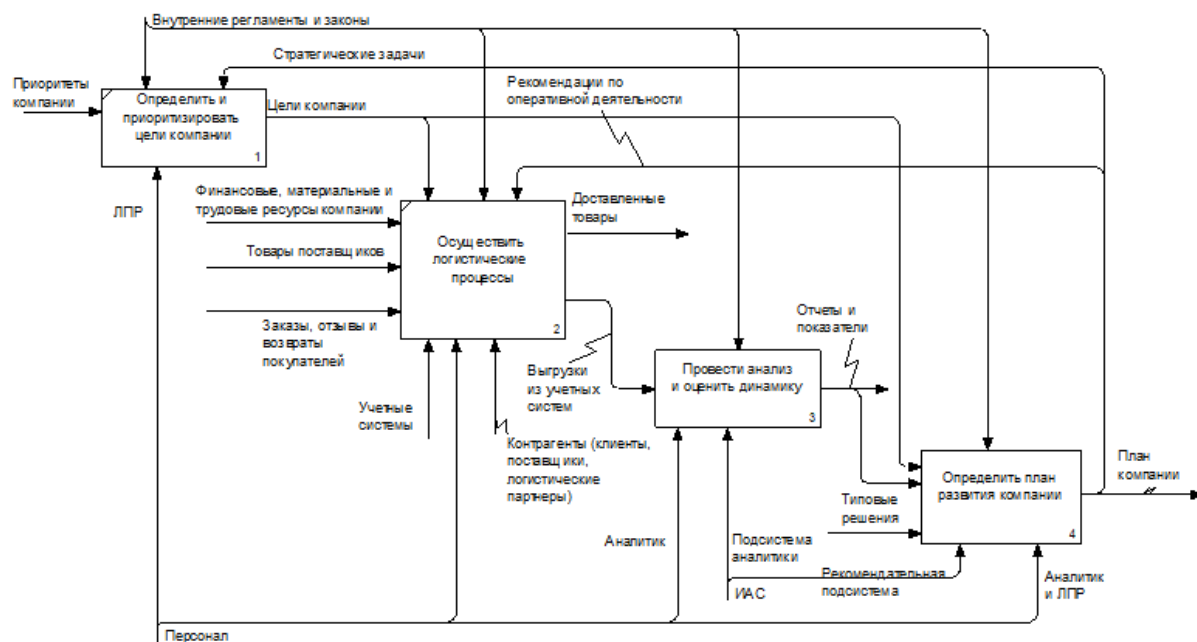 Внутренние регламенты и законы
Стратегические задачи
Приоритеты
компании
Определить и
приоритизировать
цели компании
1
Цели компании
Рекомендации по
оперативной деятельности
ЛПР
Финансовые, материальные и
трудовые ресурсы компании
Товары поставщиков
Заказы, отзывы и
возвраты
покупателей
Осуществить
логистические
процессы
2
Доставленные
товары
Учетные
системы
Контрагенты (клиенты,
поставщики,
логистические
партнеры)
Выгрузки
из учетных
систем
Провести анализ
и оценить динамику
3
Отчеты и
показатели
Определить план
развития компании
4
План
компании
Типовые
решения
Аналитик
Подсистема
аналитики
ИАС
Рекомендательная
подсистема
Аналитик
и ЛПР
Персонал